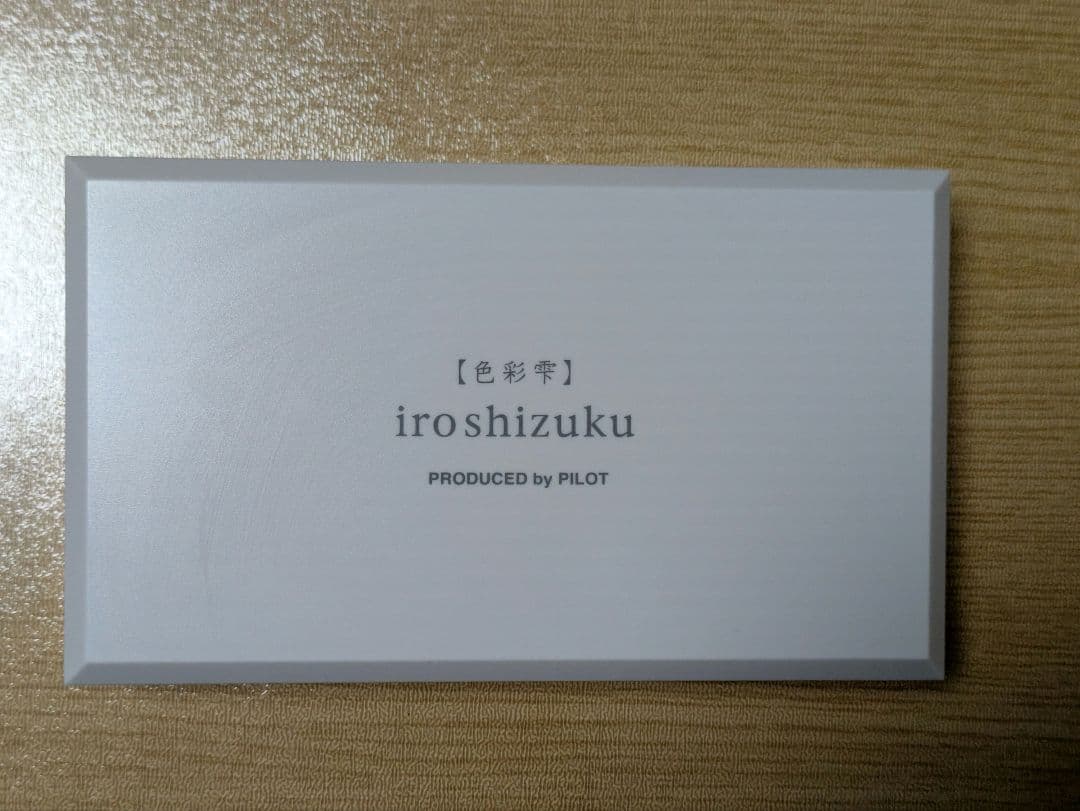 【色彩雫】
iroshizuku
PRODUCED by PILOT